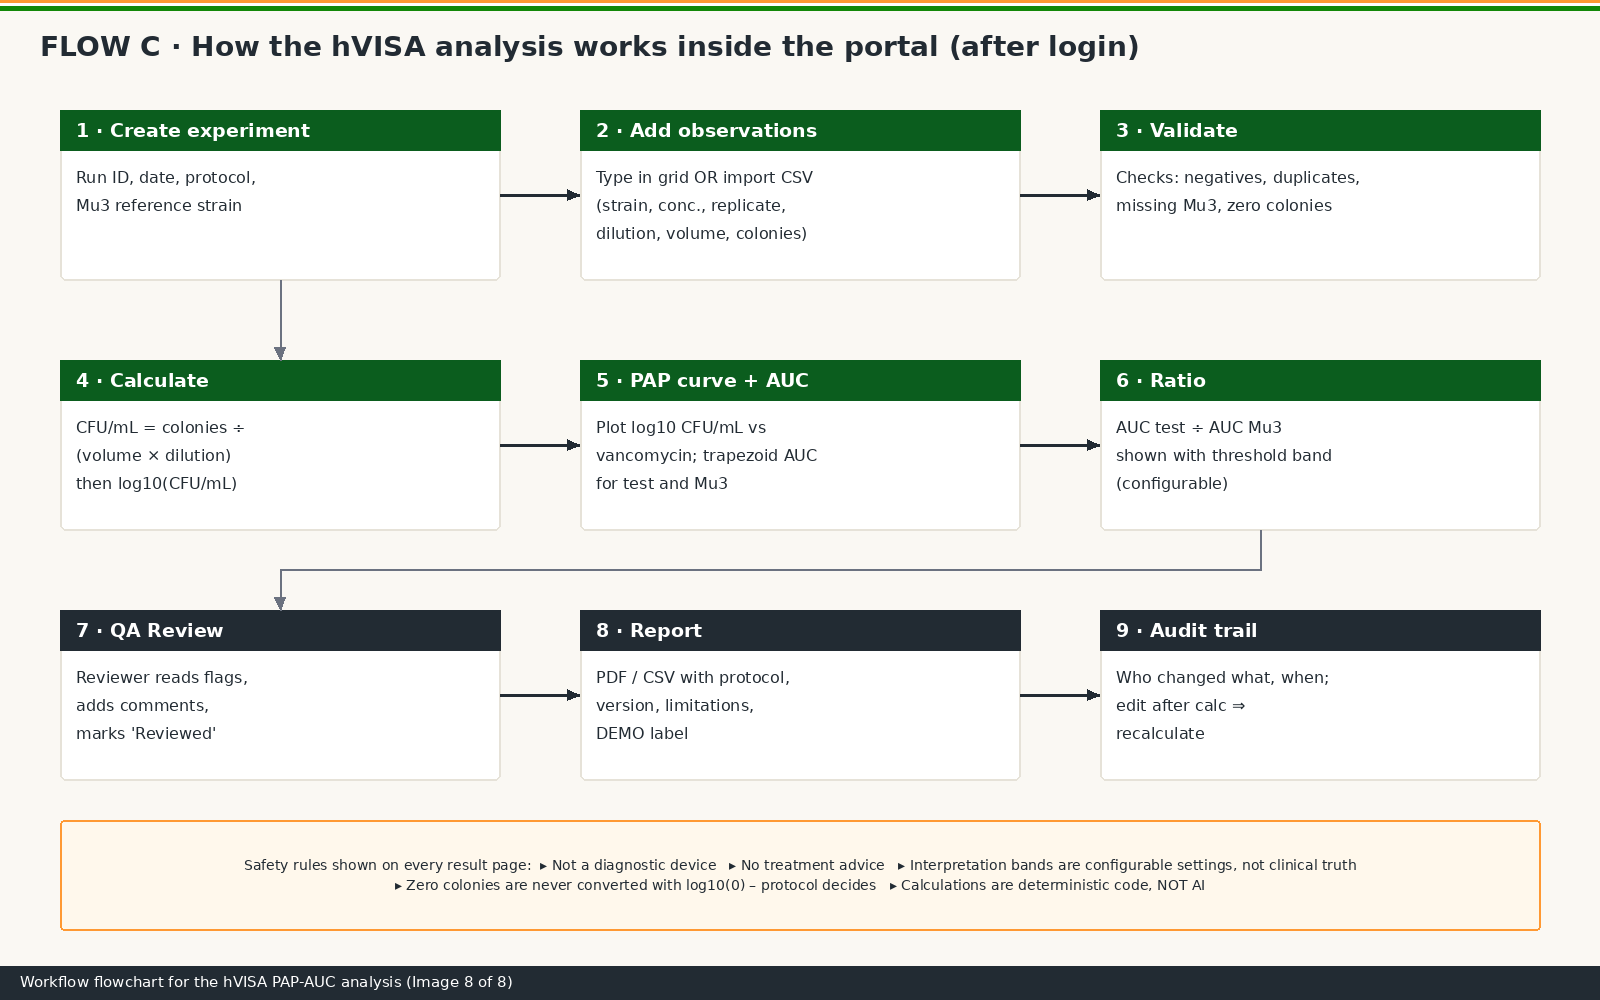 FLOW C · How the hVISA analysis works inside the portal (after login)
1 · Create experiment
Run ID, date, protocol,
Mu3 reference strain
2 · Add observations
Type in grid OR import CSV
(strain, conc., replicate,
dilution, volume, colonies)
3 · Validate
Checks: negatives, duplicates,
missing Mu3, zero colonies
4 · Calculate
CFU/mL = colonies ÷
(volume × dilution)
then log10(CFU/mL)
5 · PAP curve + AUC
Plot log10 CFU/mL vs
vancomycin; trapezoid AUC
for test and Mu3
6 · Ratio
AUC test ÷ AUC Mu3
shown with threshold band
(configurable)
7 · QA Review
Reviewer reads flags,
adds comments,
marks 'Reviewed'
8 · Report
PDF / CSV with protocol,
version, limitations,
DEMO label
9 · Audit trail
Who changed what, when;
edit after calc ⇒
recalculate
Safety rules shown on every result page: ▸ Not a diagnostic device ▸ No treatment advice ▸ Interpretation bands are configurable settings, not clinical truth
▸ Zero colonies are never converted with log10(0) – protocol decides ▸ Calculations are deterministic code, NOT AI
Workflow flowchart for the hVISA PAP-AUC analysis (Image 8 of 8)